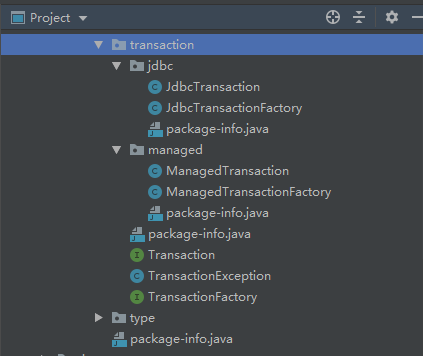 Project
transaction
jdbc
JdbcTransaction
JdbcTransactionFactory
package-info.java
managed
ManagedTransaction
ManagedTransactionFactory
package-info.java
package-info.java
Transaction
TransactionException
TransactionFactory
type
package-info.java